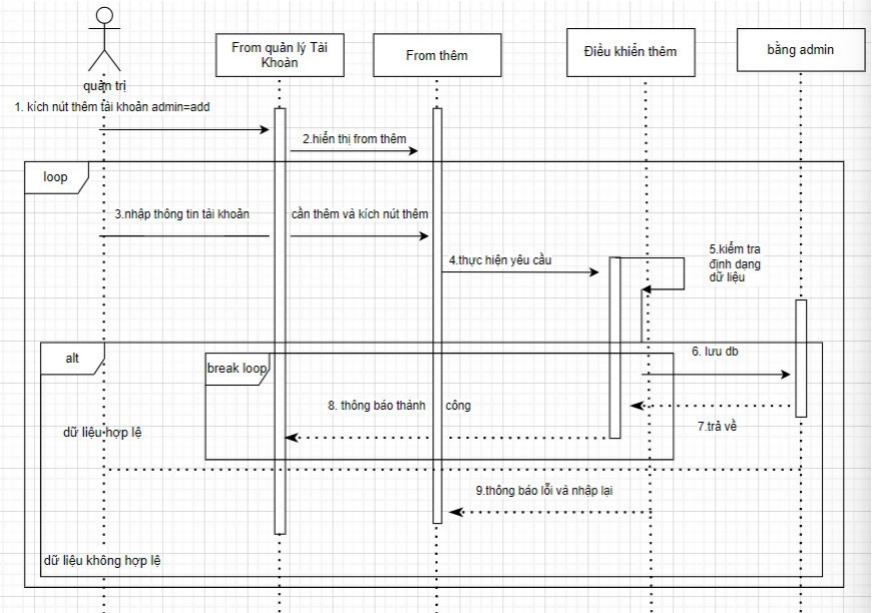 From quản lý Tài
Khoản
From thêm
Điều khiển thêm
bảng admin
quản trị
1. kích nút thêm tài khoản admin=add
2.hiển thị from thêm
loop
3.nhập thông tin tài khoản
cần thêm và kích nút thêm
4.thực hiện yêu cầu
5.kiểm tra
định dạng
dữ liệu
alt
break loop
6. lưu db
8. thông báo thành công
7.trả về
dữ liệu hợp lệ
9.thông báo lỗi và nhập lại
dữ liệu không hợp lệ